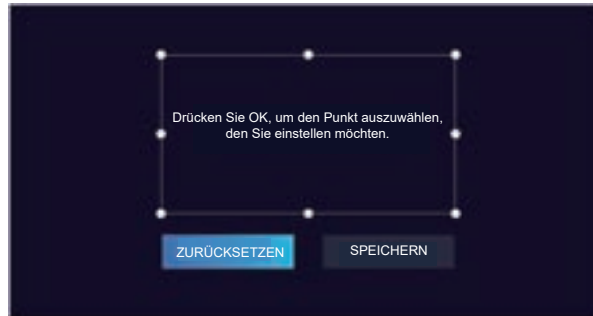 Drücken Sie OK, um den Punkt auszuwählen,
den Sie einstellen möchten.
ZURÜCKSETZEN
SPEICHERN